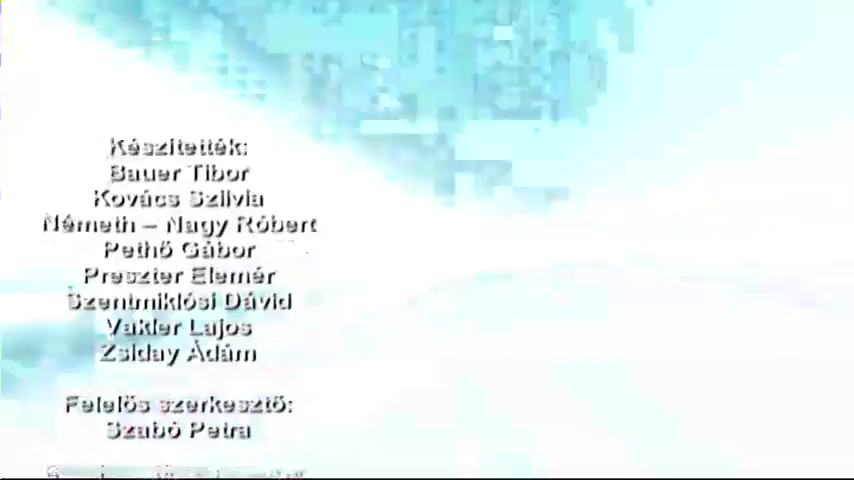 Készítették:
Bauer Tibor
Kovács Szilvia
Németh – Nagy Róbert
Pethő Gábor
Preszter Elemér
Szentmiklósi Dávid
Vakler Lajos
Zsiday Ádám
Felelős szerkesztő:
Szabó Petra